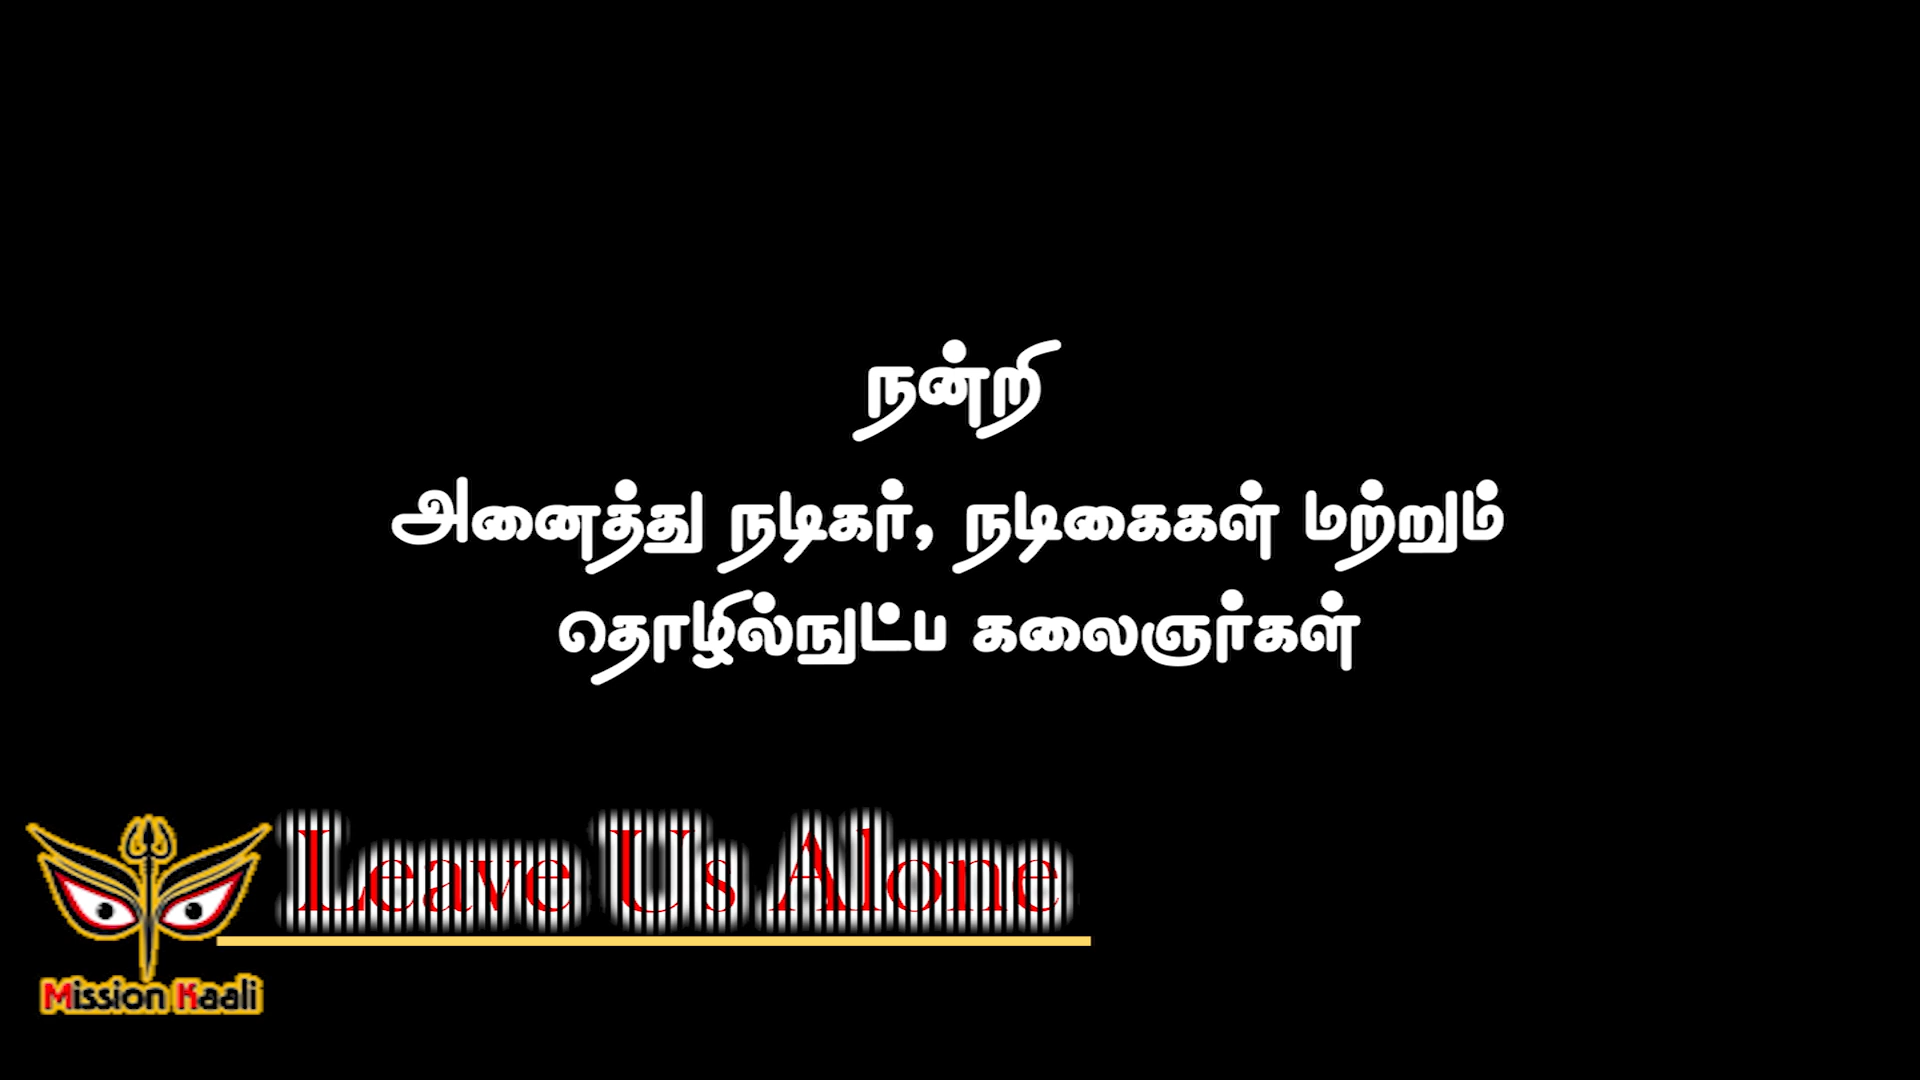 நன்றி
அனைத்து நடிகர், நடிகைகள் மற்றும்
தொழில்நுட்ப கலைஞர்கள்
Leave Us Alone
Mission Kaali